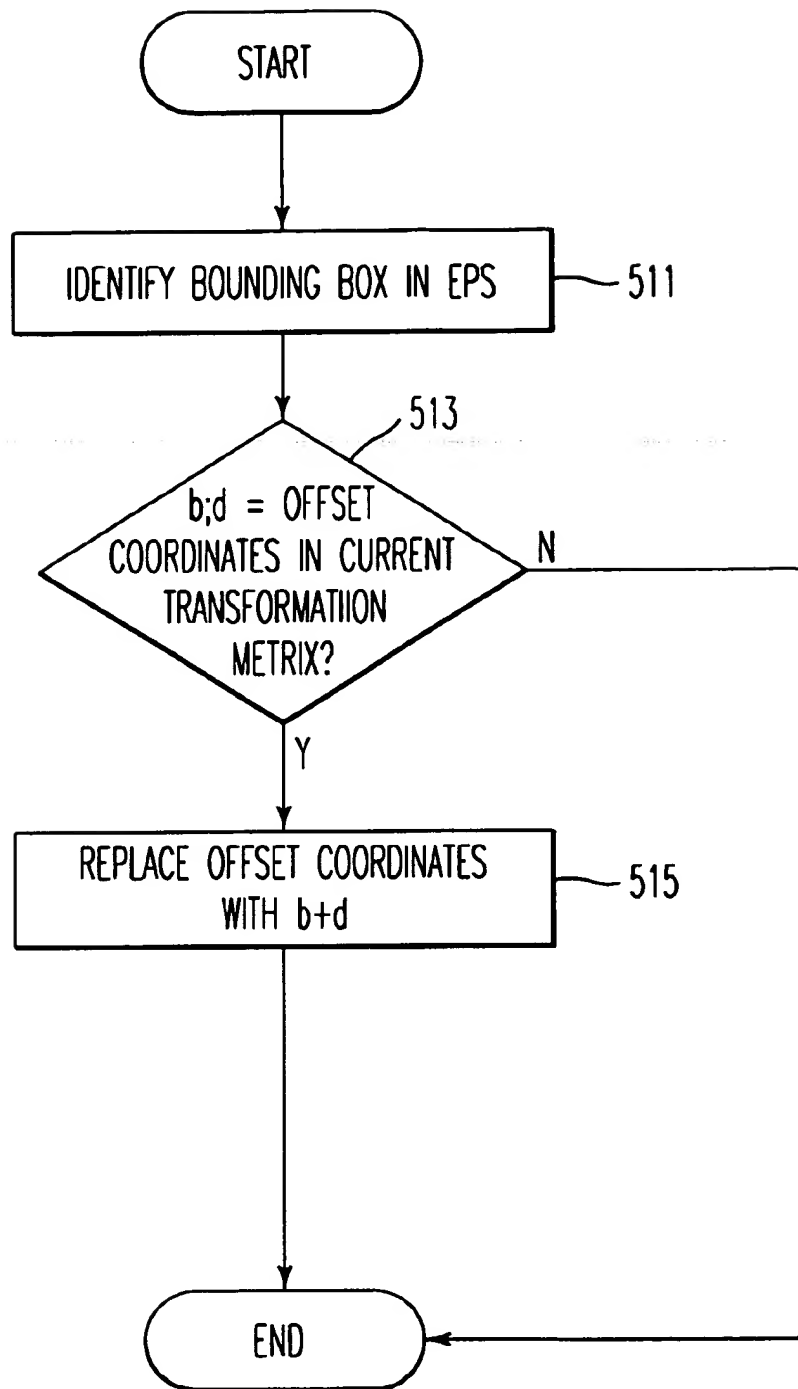 START
IDENTIFY BOUNDING BOX IN EPS
511
513
b;d = OFFSET
COORDINATES IN CURRENT
TRANSFORMATIION
METRIX?
N
Y
REPLACE OFFSET COORDINATES
WITH b+d
515
END